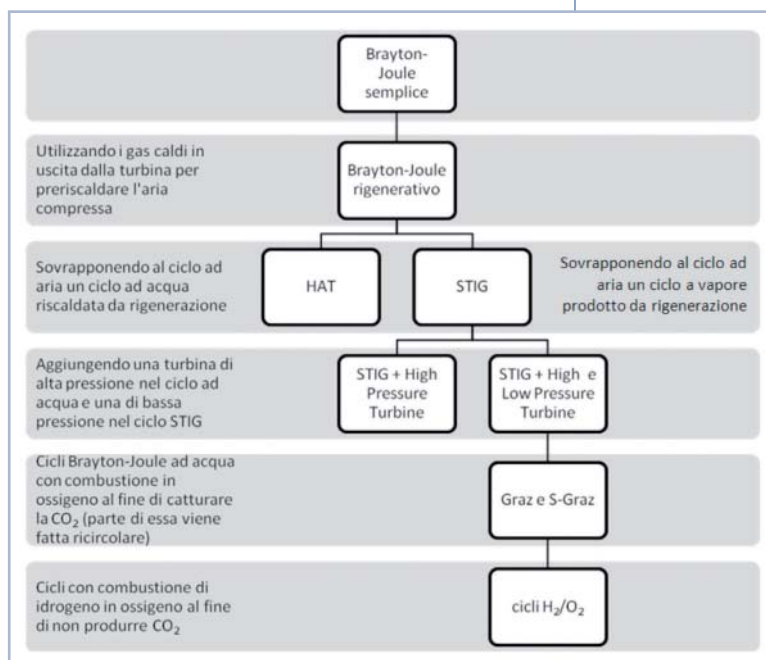 Brayton-
Joule
semplice
Utilizzando i gas caldi in
uscita dalla turbina per
preriscaldare l'aria
compressa
Brayton-Joule
rigenerativo
Sovrapponendo al ciclo ad
aria un ciclo ad acqua
riscaldata da rigenerazione
HAT
STIG
Sovrapponendo al ciclo ad
aria un ciclo a vapore
prodotto da rigenerazione
Aggiungendo una turbina di
alta pressione nel ciclo ad
acqua e una di bassa
pressione nel ciclo STIG
STIG + High
Pressure
Turbine
STIG + High e
Low Pressure
Turbine
Cicli Brayton-Joule ad acqua
con combustione in
ossigeno al fine di catturare
la CO₂ (parte di essa viene
fatta ricircolare)
Graz e S-Graz
Cicli con combustione di
idrogeno in ossigeno al fine
di non produrre CO₂
cicli H₂/O₂